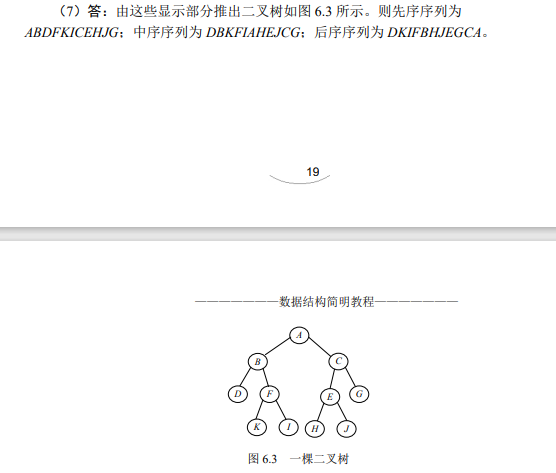 （7）答：由这些显示部分推出二叉树如图 6.3 所示。则先序序列为
ABDFKICEHJG；中序序列为 DBKFIAHEJCG；后序序列为 DKIFBHJEGCA。
19
———————数据结构简明教程———————
A
B C
D F E G
K I H J
图 6.3 一棵二叉树